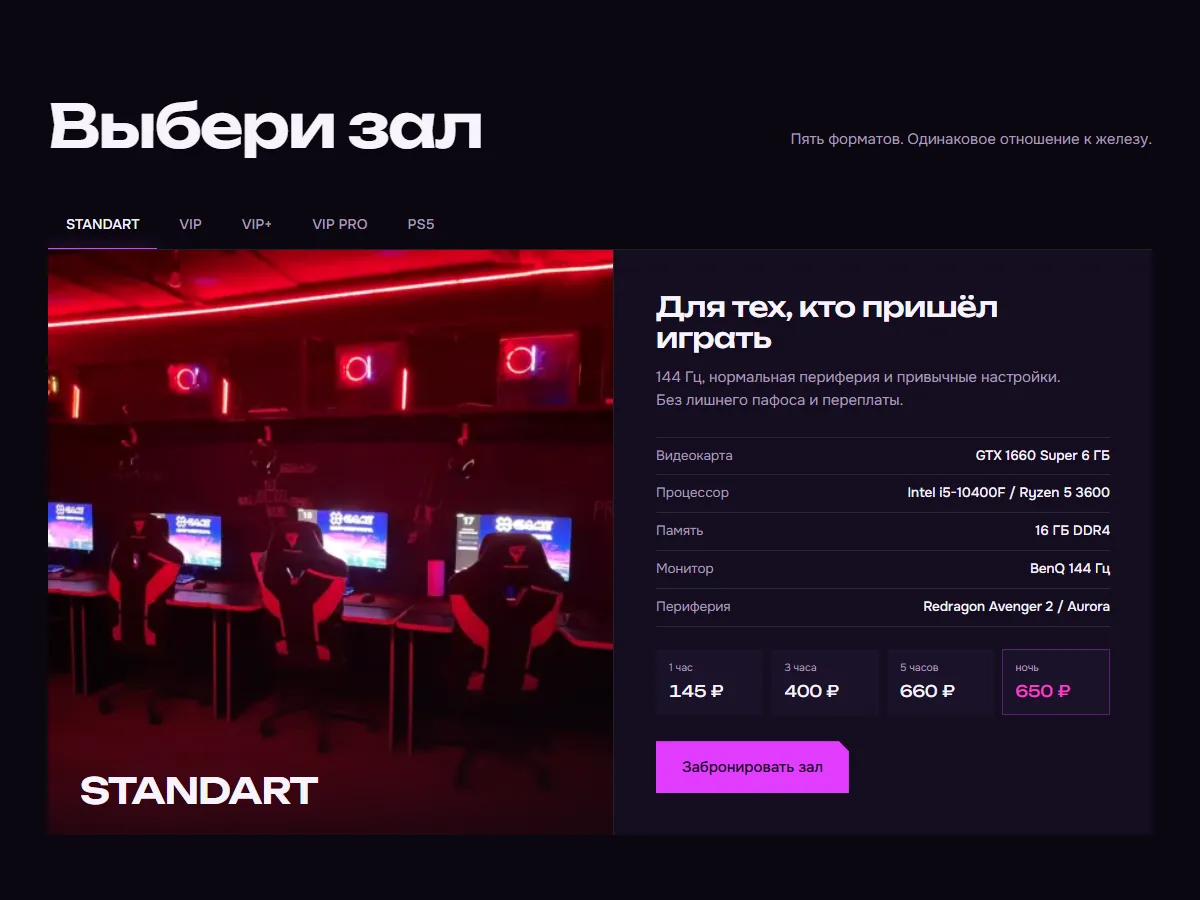 Выбери зал
Пять форматов. Одинаковое отношение к железу.
STANDART VIP VIP+ VIP PRO PS5
STANDART
Для тех, кто пришёл
играть
144 Гц, нормальная периферия и привычные настройки.
Без лишнего пафоса и переплаты.
Видеокарта GTX 1660 Super 6 ГБ
Процессор Intel i5-10400F / Ryzen 5 3600
Память 16 ГБ DDR4
Монитор BenQ 144 Гц
Периферия Redragon Avenger 2 / Aurora
1 час 3 часа 5 часов ночь
145 ₽ 400 ₽ 660 ₽ 650 ₽
Забронировать зал